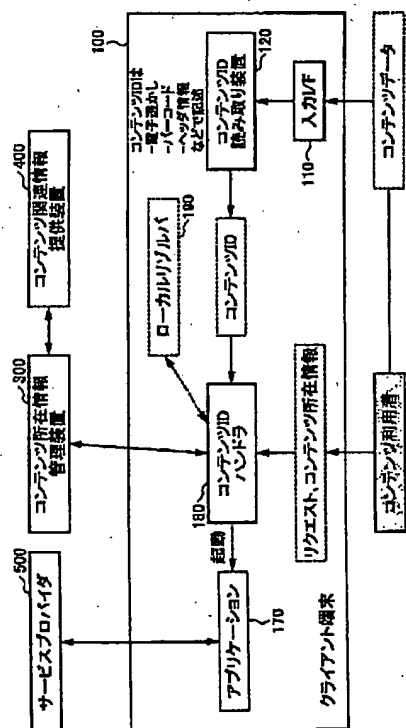 サービスプロバイダ
500
コンテンツ所在情報
管理装置
300
コンテンツ関連情報
提供装置
400
100
コンテンツIDは
-電子透かし
-バーコード
-ヘッダ情報
などで記述
ローカルリゾルバ
190
コンテンツID
読み取り装置
120
アプリケーション
170
起動
コンテンツID
ハンドラ
180
コンテンツID
入力I/F
110
リクエスト、コンテンツ所在情報
クライアント端末
コンテンツ利用者
コンテンツデータ